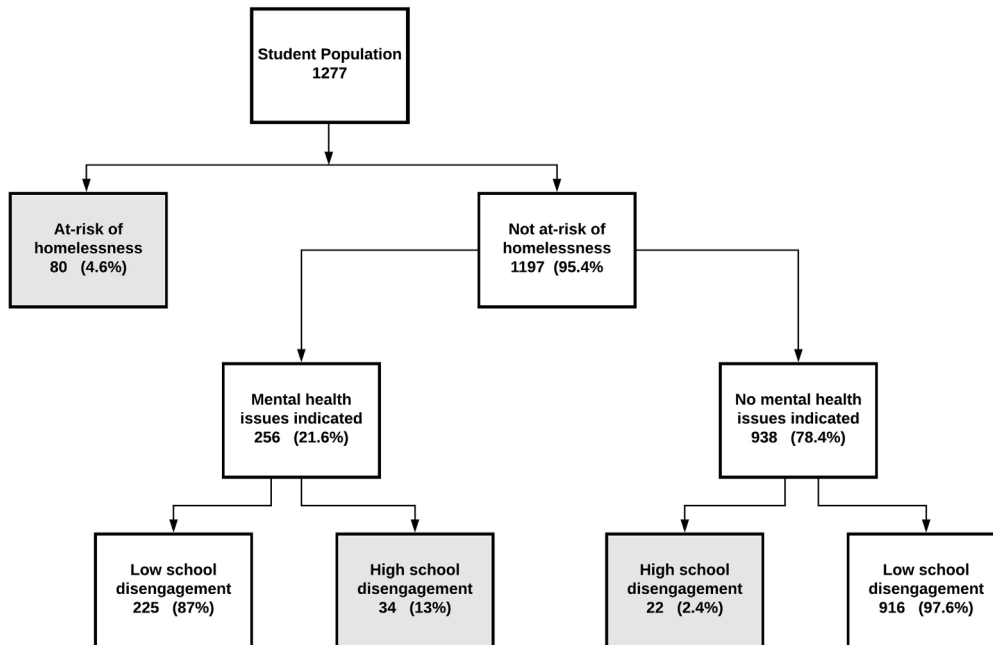 Student Population
1277
At-risk of
homelessness
80 (4.6%)
Not at-risk of
homelessness
1197 (95.4%
Mental health
issues indicated
256 (21.6%)
No mental health
issues indicated
938 (78.4%)
Low school
disengagement
225 (87%)
High school
disengagement
34 (13%)
High school
disengagement
22 (2.4%)
Low school
disengagement
916 (97.6%)